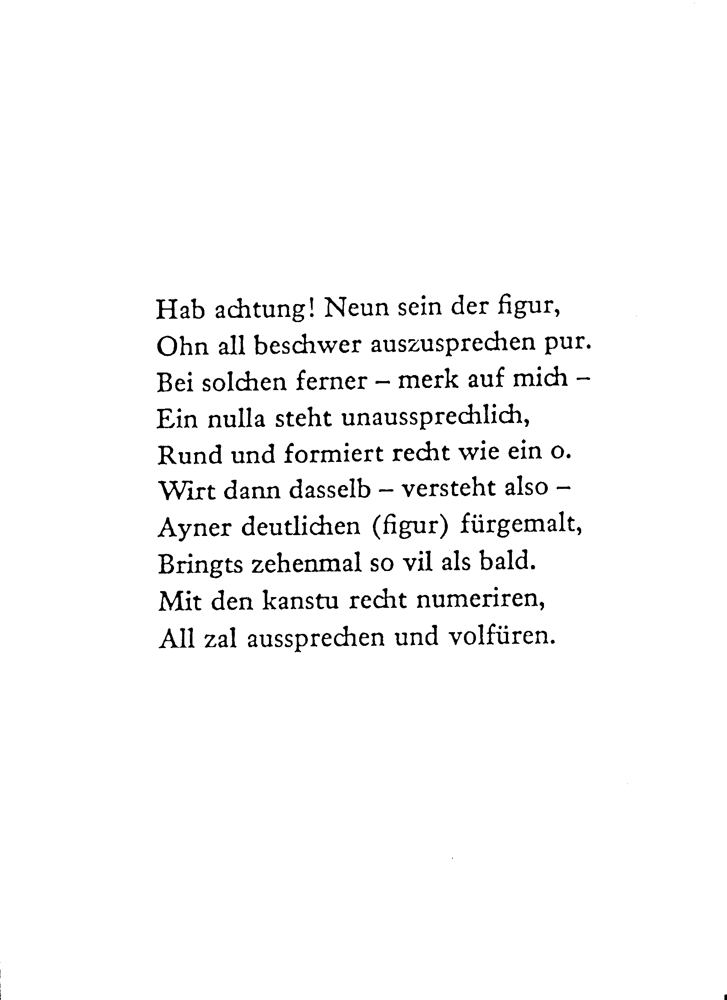 Hab achtung! Neun sein der figur,
Ohn all beschwer auszusprechen pur.
Bei solchen ferner – merk auf mich –
Ein nulla steht unaussprechlich,
Rund und formiert recht wie ein o.
Wirt dann dasselb – versteht also –
Ayner deutlichen (figur) fürgemalt,
Bringts zehenmal so vil als bald.
Mit den kanstu recht numeriren,
All zal aussprechen und volfüren.